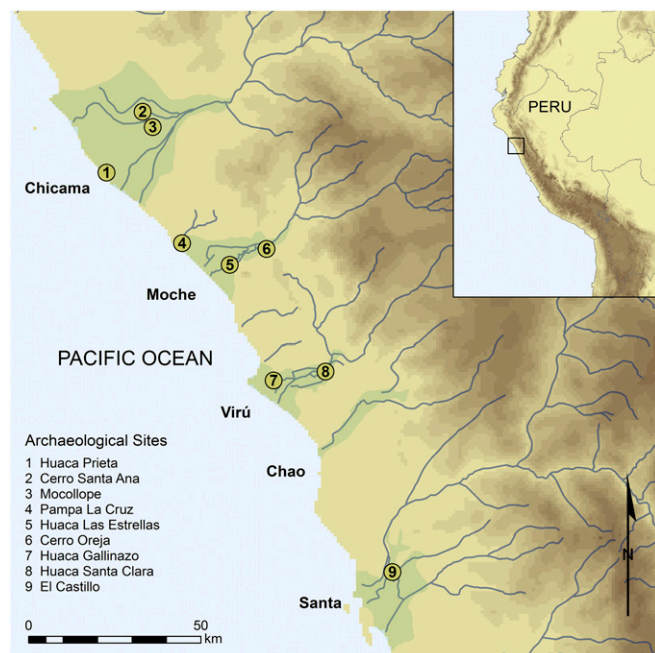 PERU
2
3
1
Chicama
4
6
5
Moche
PACIFIC OCEAN
8
7
Virú
Chao
Archaeological Sites
1 Huaca Prieta
2 Cerro Santa Ana
3 Mocollope
4 Pampa La Cruz
5 Huaca Las Estrellas
6 Cerro Oreja
7 Huaca Gallinazo
8 Huaca Santa Clara
9 El Castillo
N
9
Santa
0 50
km